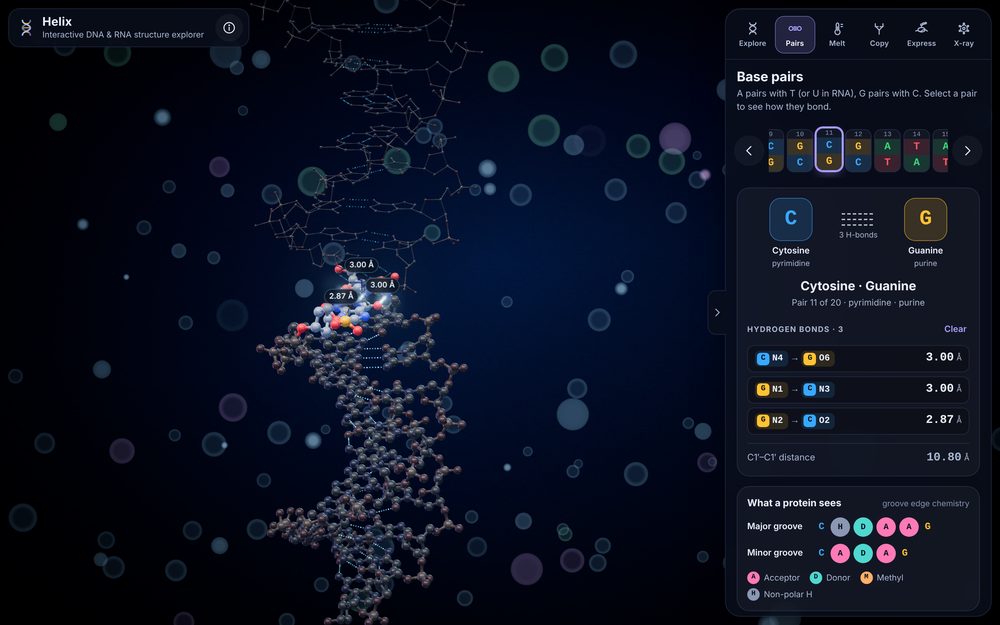 Helix
Interactive DNA & RNA structure explorer
Explore Pairs Melt Copy Express X-ray
Base pairs
A pairs with T (or U in RNA), G pairs with C. Select a pair
to see how they bond.
9 10 11 12 13 14 15
C G C G A T A
G C G C T A T
C
G
3 H-bonds
Cytosine
Guanine
pyrimidine
purine
Cytosine · Guanine
Pair 11 of 20 · pyrimidine · purine
HYDROGEN BONDS · 3
Clear
C N4 → G O6 3.00 Å
G N1 → C N3 3.00 Å
G N2 → C O2 2.87 Å
C1′–C1′ distance 10.80 Å
What a protein sees
groove edge chemistry
Major groove C H D A A G
Minor groove C A D A G
A Acceptor D Donor M Methyl
H Non-polar H
3.00 Å
3.00 Å
2.87 Å